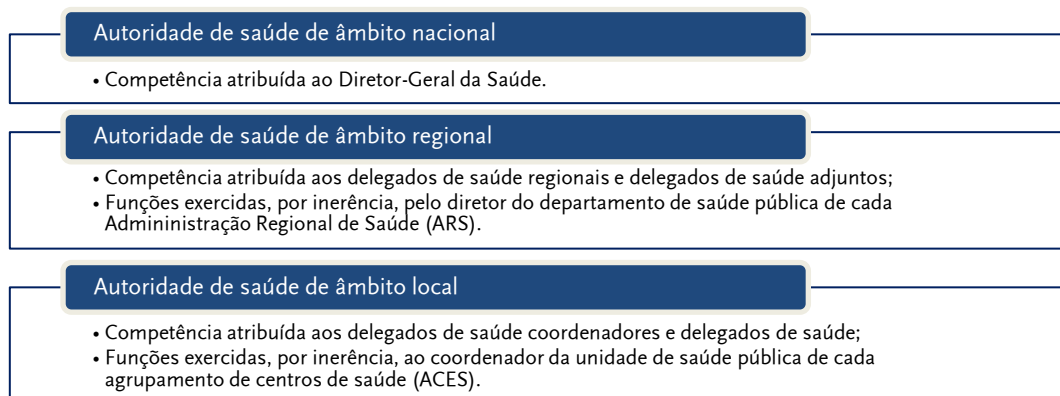 Autoridade de saúde de âmbito nacional
• Competência atribuída ao Diretor-Geral da Saúde.
Autoridade de saúde de âmbito regional
• Competência atribuída aos delegados de saúde regionais e delegados de saúde adjuntos;
• Funções exercidas, por inerência, pelo diretor do departamento de saúde pública de cada
Admininistração Regional de Saúde (ARS).
Autoridade de saúde de âmbito local
• Competência atribuída aos delegados de saúde coordenadores e delegados de saúde;
• Funções exercidas, por inerência, ao coordenador da unidade de saúde pública de cada
agrupamento de centros de saúde (ACES).